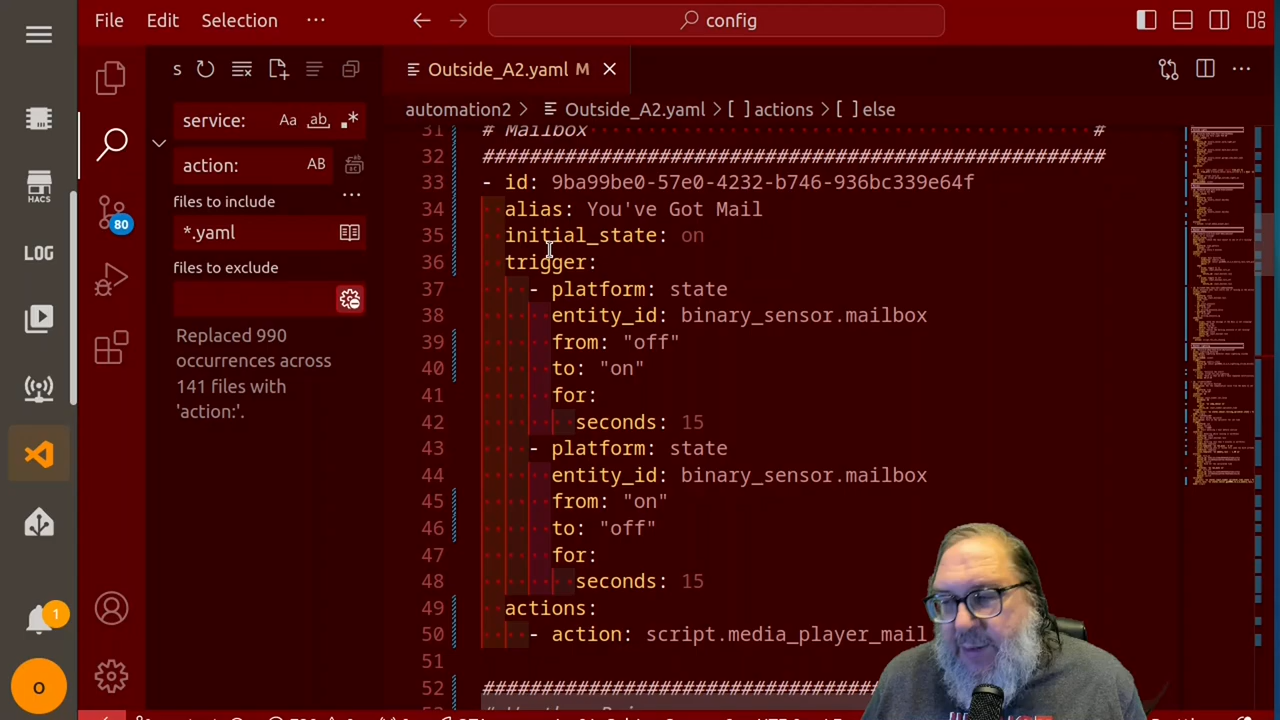 File Edit Selection ···
config
HACS
LOG
1
O
S
service:
Aa ab .*
action:
AB
files to include
···
*.yaml
files to exclude
80
Replaced 990
occurrences across
141 files with
'action:'.
Outside_A2.yaml M
···
automation2 > Outside_A2.yaml > [ ] actions > [ ] else
31 # Mailbox #
32 #####################################################
33 - id: 9ba99be0-57e0-4232-b746-936bc339e64f
34 alias: You've Got Mail
35 initial_state: on
36 trigger:
37 - platform: state
38 entity_id: binary_sensor.mailbox
39 from: "off"
40 to: "on"
41 for:
42 seconds: 15
43 - platform: state
44 entity_id: binary_sensor.mailbox
45 from: "on"
46 to: "off"
47 for:
48 seconds: 15
49 actions:
50 - action: script.media_player_mail
51
52 #################################